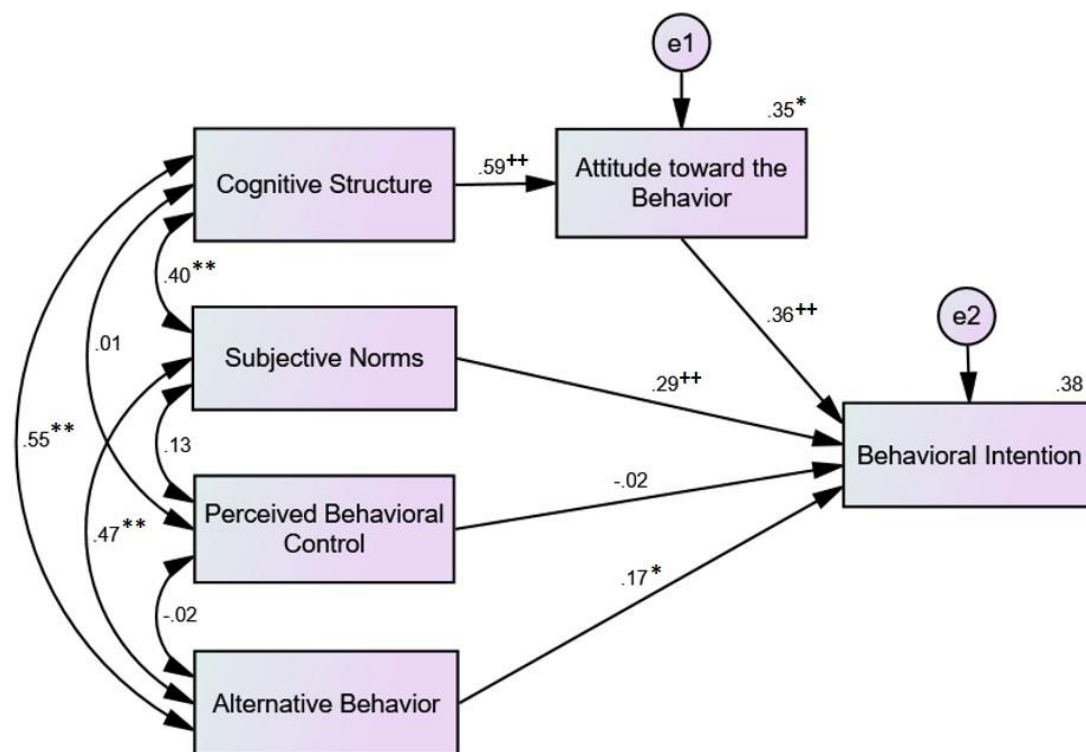 e1
.35*
Cognitive Structure
.59++
Attitude toward the
Behavior
.40**
.36++
e2
.01
Subjective Norms
.29++
.38
.55**
.13
Behavioral Intention
-.02
.47**
Perceived Behavioral
Control
.17*
-.02
Alternative Behavior